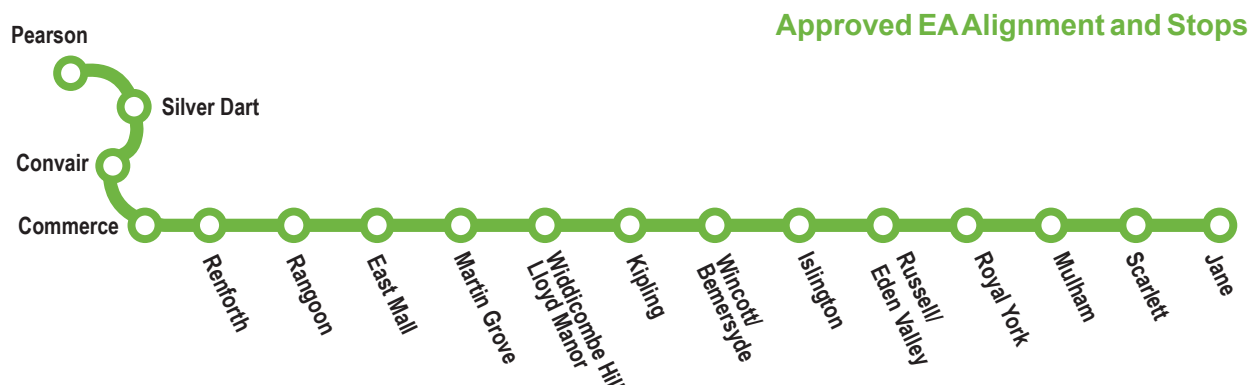 Approved EA Alignment and Stops
Pearson
Silver Dart
Convair
Commerce
Renforth
Rangoon
East Mall
Martin Grove
Widdicombe Hill
Lloyd Manor
Kipling
Wincott/
Bemersyde
Islington
Russell/
Eden Valley
Royal York
Mulham
Scarlett
Jane